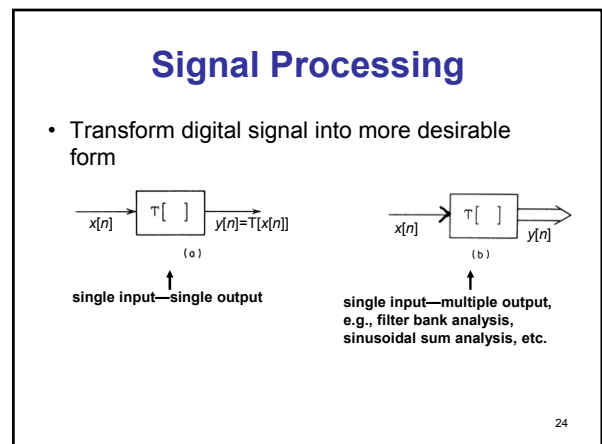 Signal Processing
• Transform digital signal into more desirable
form
x[n]
T[ ]
y[n]=T[x[n]]
(a)
single input—single output
x[n]
T[ ]
y[n]
(b)
single input—multiple output,
e.g., filter bank analysis,
sinusoidal sum analysis, etc.
24